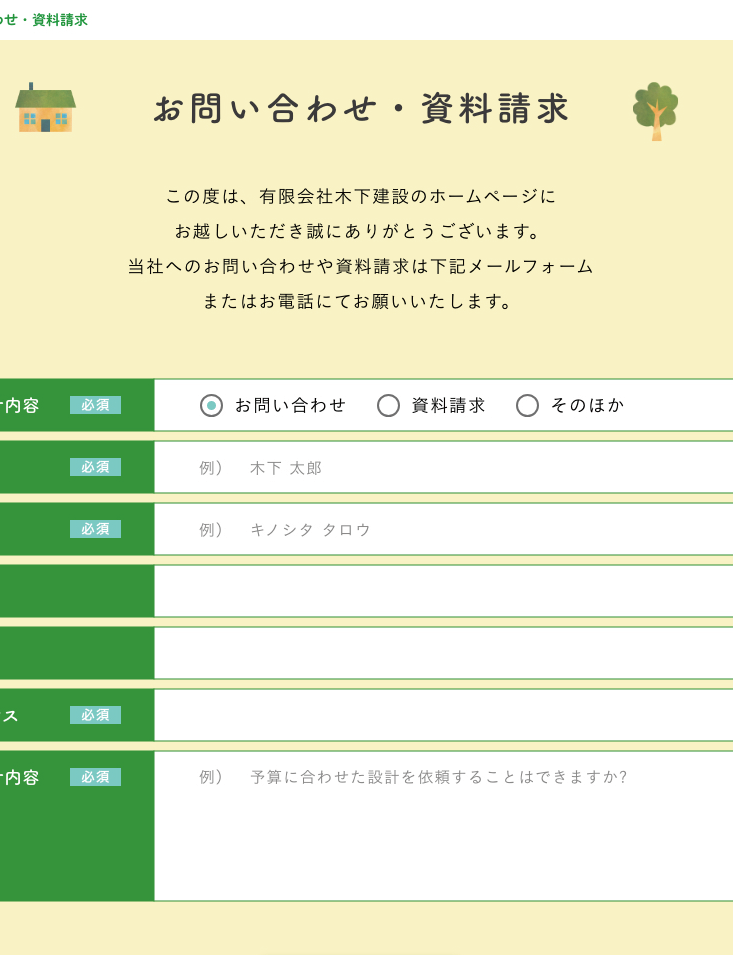 わせ・資料請求
お問い合わせ・資料請求
この度は、有限会社木下建設のホームページに
お越しいただき誠にありがとうございます。
当社へのお問い合わせや資料請求は下記メールフォーム
またはお電話にてお願いいたします。
内容 必須 お問い合わせ 資料請求 そのほか
必須 例） 木下 太郎
必須 例） キノシタ タロウ
ス 必須
内容 必須 例） 予算に合わせた設計を依頼することはできますか？